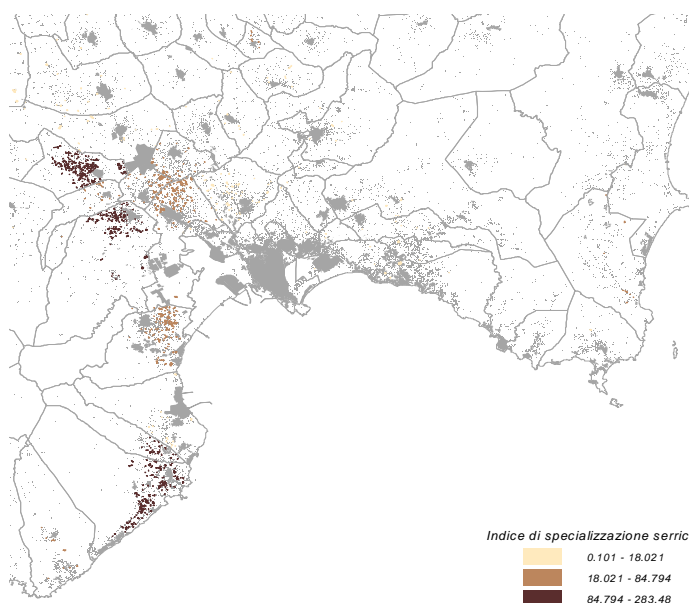 Indice di specializzazione serric
0.101 - 18.021
18.021 - 84.794
84.794 - 283.48